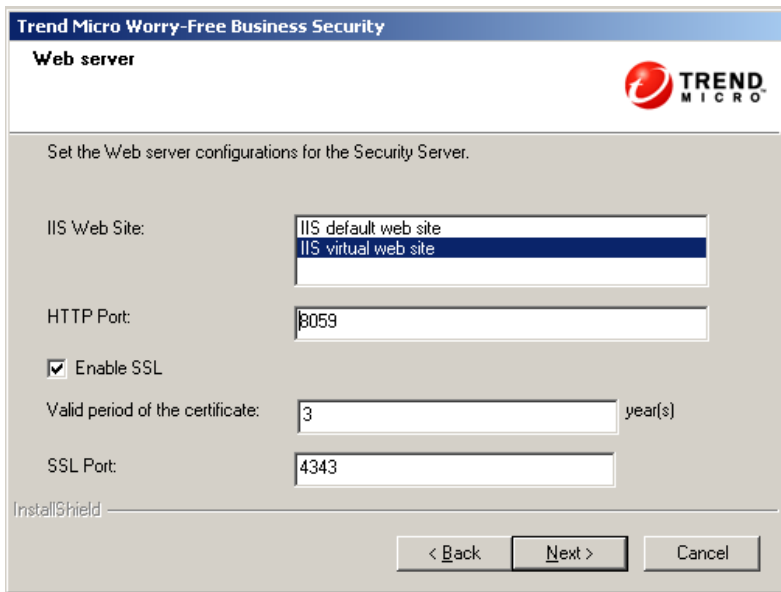 Trend Micro Worry-Free Business Security
Web server
TREND
MICRO™
Set the Web server configurations for the Security Server.
IIS Web Site:
IIS default web site
IIS virtual web site
HTTP Port:
8059
Enable SSL
Valid period of the certificate:
3
year(s)
SSL Port:
4343
InstallShield
< Back
Next >
Cancel